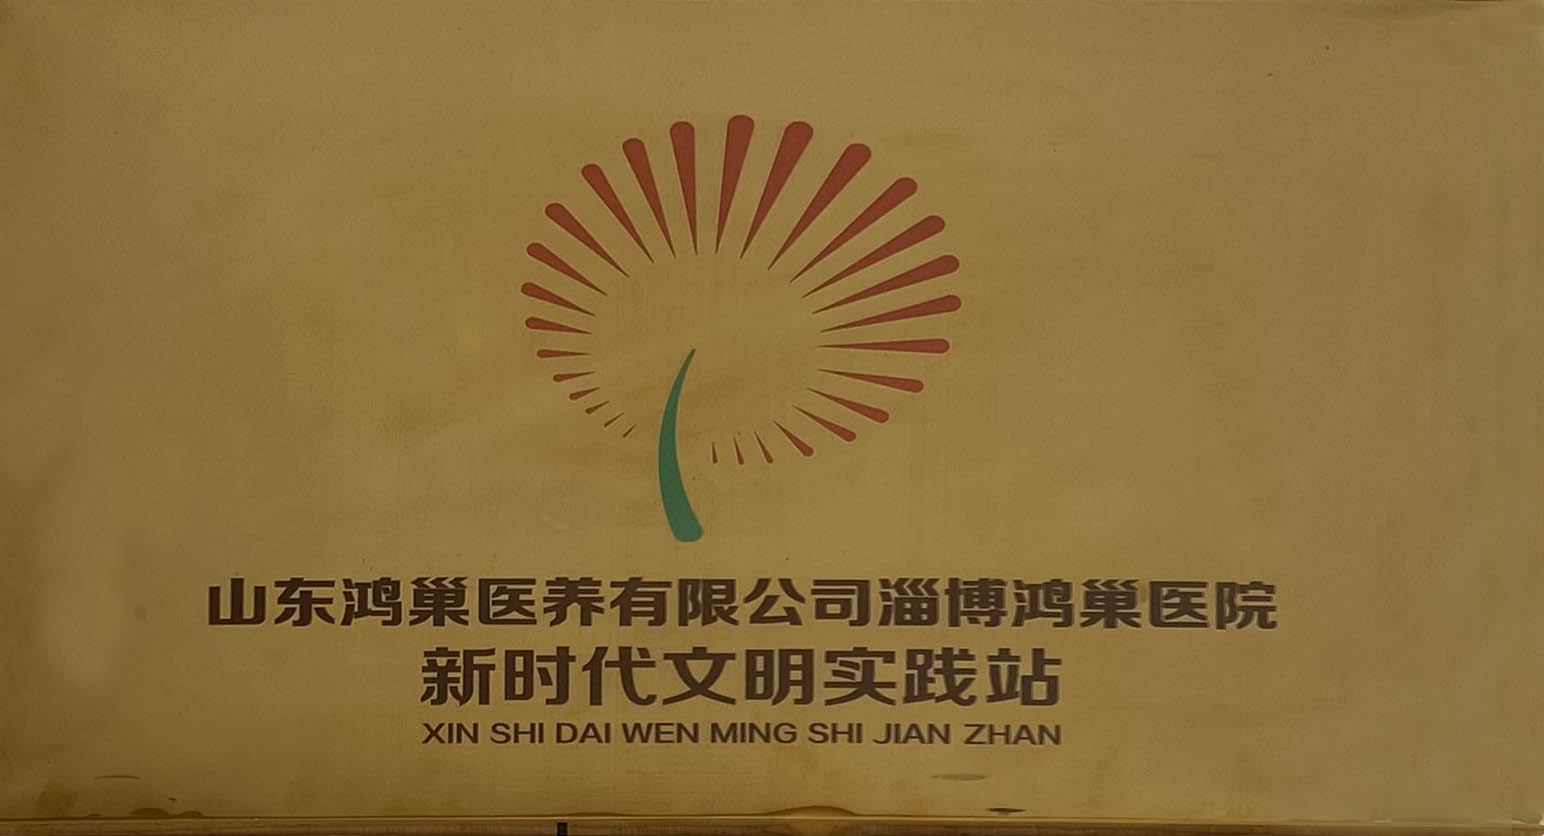 山东鸿巢医养有限公司淄博鸿巢医院
新时代文明实践站
XIN SHI DAI WEN MING SHI JIAN ZHAN